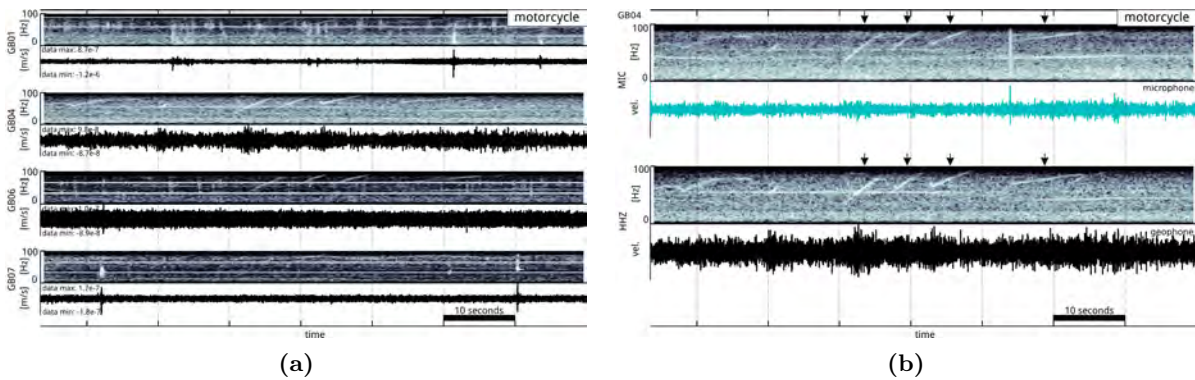 motorcycle
100
[Hz]
0
GB01
data max: 8.7e-7
[m/s]
data min: -1.2e-6
100
[Hz]
0
GB04
data max: 9.8e-8
[m/s]
data min: -8.7e-8
100
[Hz]
0
GB06
[m/s]
data min: -8.9e-8
100
[Hz]
0
GB07
data max: 1.7e-7
[m/s]
data min: -1.8e-7
10 seconds
time
(a)
GB04
motorcycle
100
[Hz]
0
MIC
microphone
vel.
100
[Hz]
0
HHZ
geophone
vel.
10 seconds
time
(b)